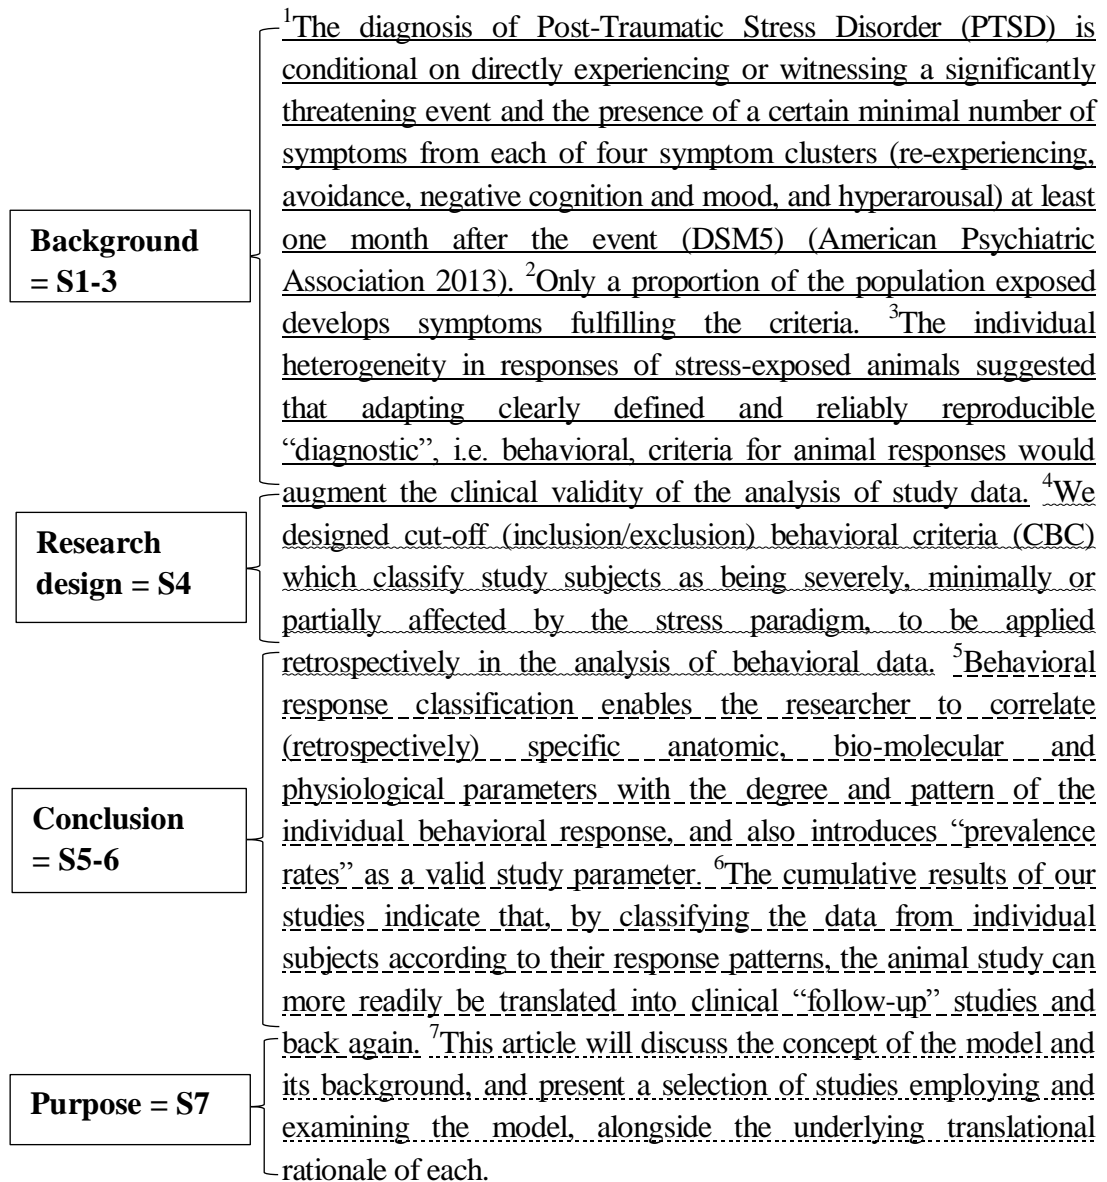 ¹The diagnosis of Post-Traumatic Stress Disorder (PTSD) is
conditional on directly experiencing or witnessing a significantly
threatening event and the presence of a certain minimal number of
symptoms from each of four symptom clusters (re-experiencing,
avoidance, negative cognition and mood, and hyperarousal) at least
one month after the event (DSM5) (American Psychiatric
Association 2013). ²Only a proportion of the population exposed
develops symptoms fulfilling the criteria. ³The individual
heterogeneity in responses of stress-exposed animals suggested
that adapting clearly defined and reliably reproducible
“diagnostic”, i.e. behavioral, criteria for animal responses would
augment the clinical validity of the analysis of study data. ⁴We
designed cut-off (inclusion/exclusion) behavioral criteria (CBC)
which classify study subjects as being severely, minimally or
partially affected by the stress paradigm, to be applied
retrospectively in the analysis of behavioral data. ⁵Behavioral
response classification enables the researcher to correlate
(retrospectively) specific anatomic, bio-molecular and
physiological parameters with the degree and pattern of the
individual behavioral response, and also introduces “prevalence
rates” as a valid study parameter. ⁶The cumulative results of our
studies indicate that, by classifying the data from individual
subjects according to their response patterns, the animal study can
more readily be translated into clinical “follow-up” studies and
back again. ⁷This article will discuss the concept of the model and
its background, and present a selection of studies employing and
examining the model, alongside the underlying translational
rationale of each.
Background
= S1-3
Research
design = S4
Conclusion
= S5-6
Purpose = S7